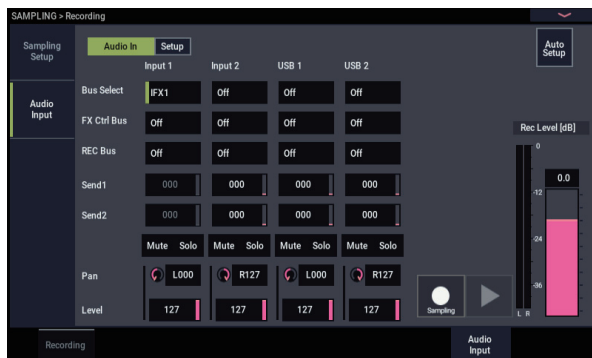 SAMPLING > Recording
Sampling Setup
Audio Input
Audio In Setup
Auto Setup
Input 1 Input 2 USB 1 USB 2
Bus Select IFX1 Off Off Off
FX Ctrl Bus Off Off Off Off
REC Bus Off Off Off Off
Send1 000 000 000 000
Send2 000 000 000 000
Mute Solo Mute Solo Mute Solo Mute Solo
Pan L000 R127 L000 R127
Level 127 127 127 127
Sampling
Rec Level [dB]
0
0.0
-12
-24
-36
L R
Recording
Audio Input